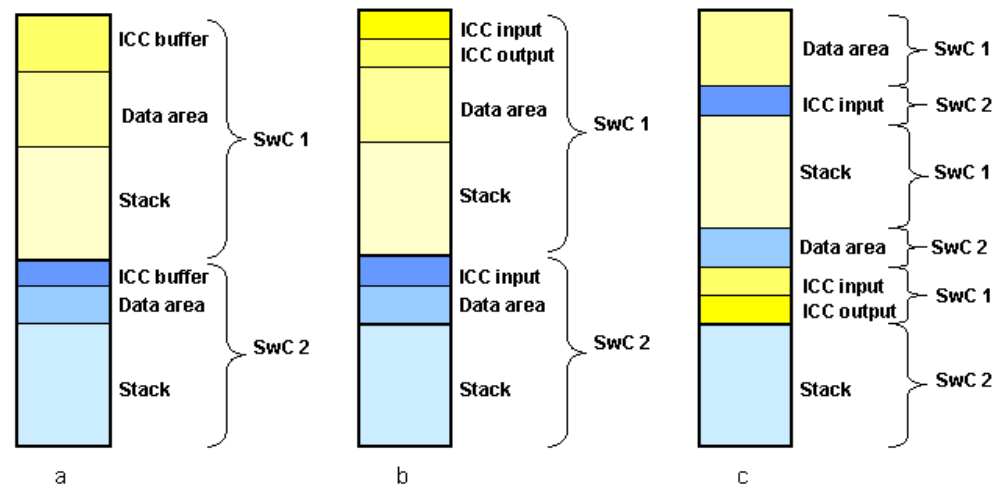 ICC buffer
Data area
Stack
SwC 1
ICC buffer
Data area
Stack
SwC 2
a
ICC input
ICC output
Data area
Stack
SwC 1
ICC input
Data area
Stack
SwC 2
b
Data area
SwC 1
ICC input
SwC 2
Stack
SwC 1
Data area
SwC 2
ICC input
ICC output
SwC 1
Stack
SwC 2
c